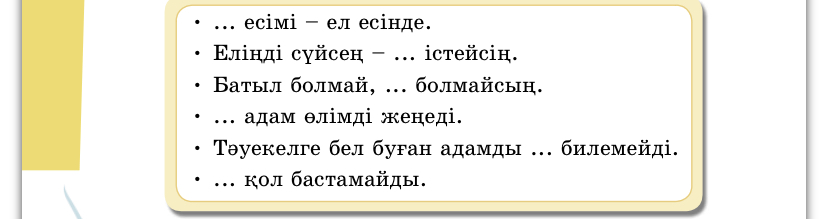 • ... есімі – ел есінде.
• Еліңді сүйсең – ... істейсің.
• Батыл болмай, ... болмайсың.
• ... адам өлімді жеңеді.
• Тәуекелге бел буған адамды ... билемейді.
• ... қол бастамайды.